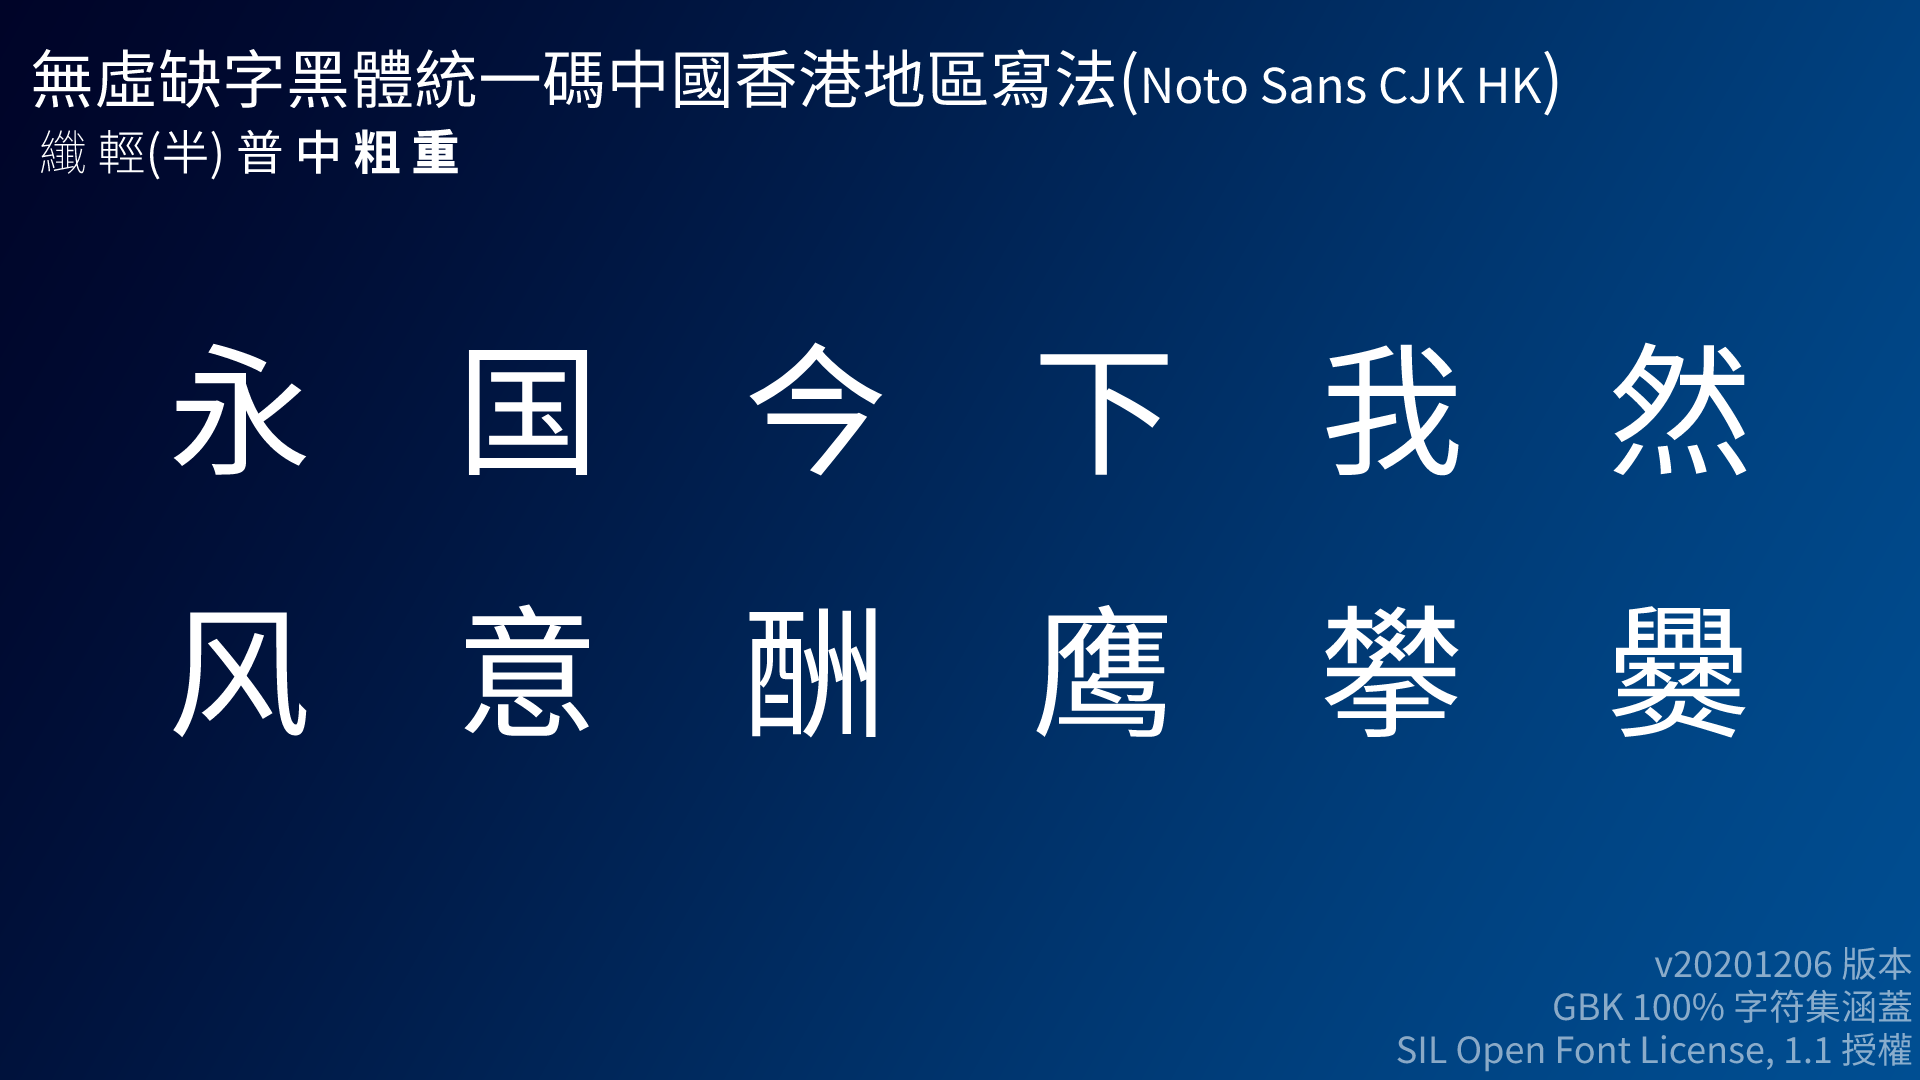 無虛缺字黑體統一碼中國香港地區寫法(Noto Sans CJK HK)
纖 輕(半) 普 中 粗 重
永 国 今 下 我 然
风 意 酬 鹰 攀 爨
v20201206 版本
GBK 100% 字符集涵蓋
SIL Open Font License, 1.1 授權